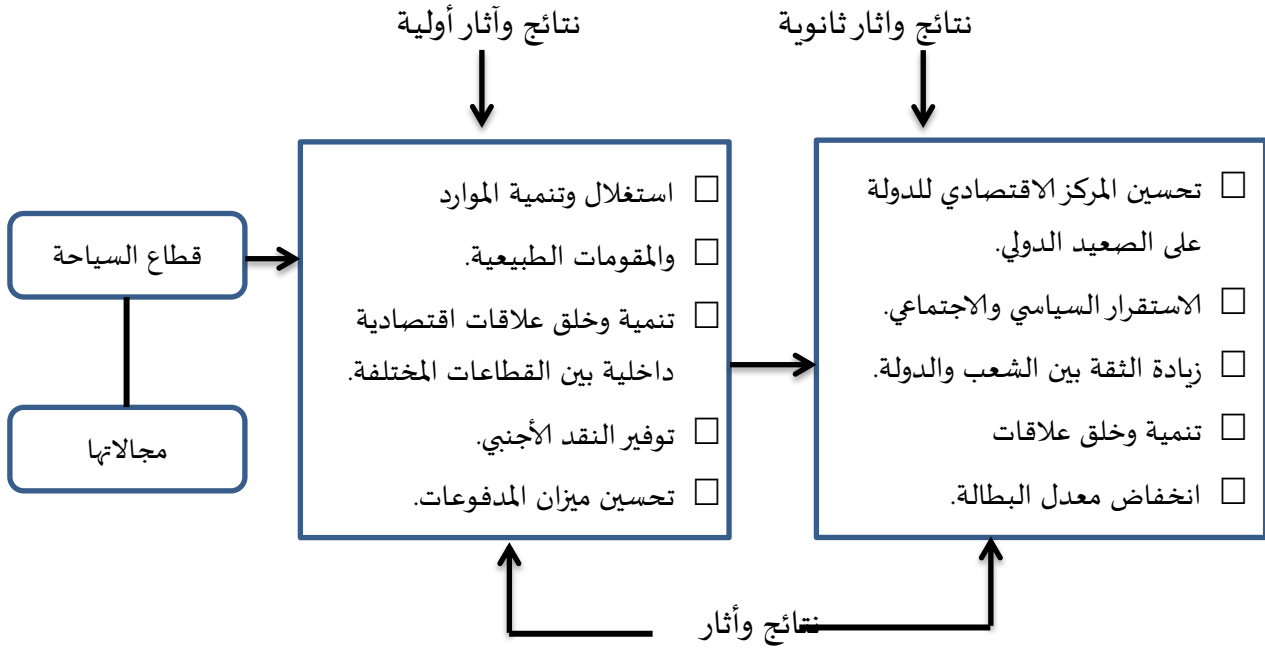 نتائج وآثار أولية
نتائج واثار ثانوية
قطاع السياحة
مجالاتها
☐ استغلال وتنمية الموارد
☐ والمقومات الطبيعية.
☐ تنمية وخلق علاقات اقتصادية
داخلية بين القطاعات المختلفة.
☐ توفير النقد الأجنبي.
☐ تحسين ميزان المدفوعات.
☐ تحسين المركز الاقتصادي للدولة
على الصعيد الدولي.
☐ الاستقرار السياسي والاجتماعي.
☐ زيادة الثقة بين الشعب والدولة.
☐ تنمية وخلق علاقات
☐ انخفاض معدل البطالة.
نتائج وأثار